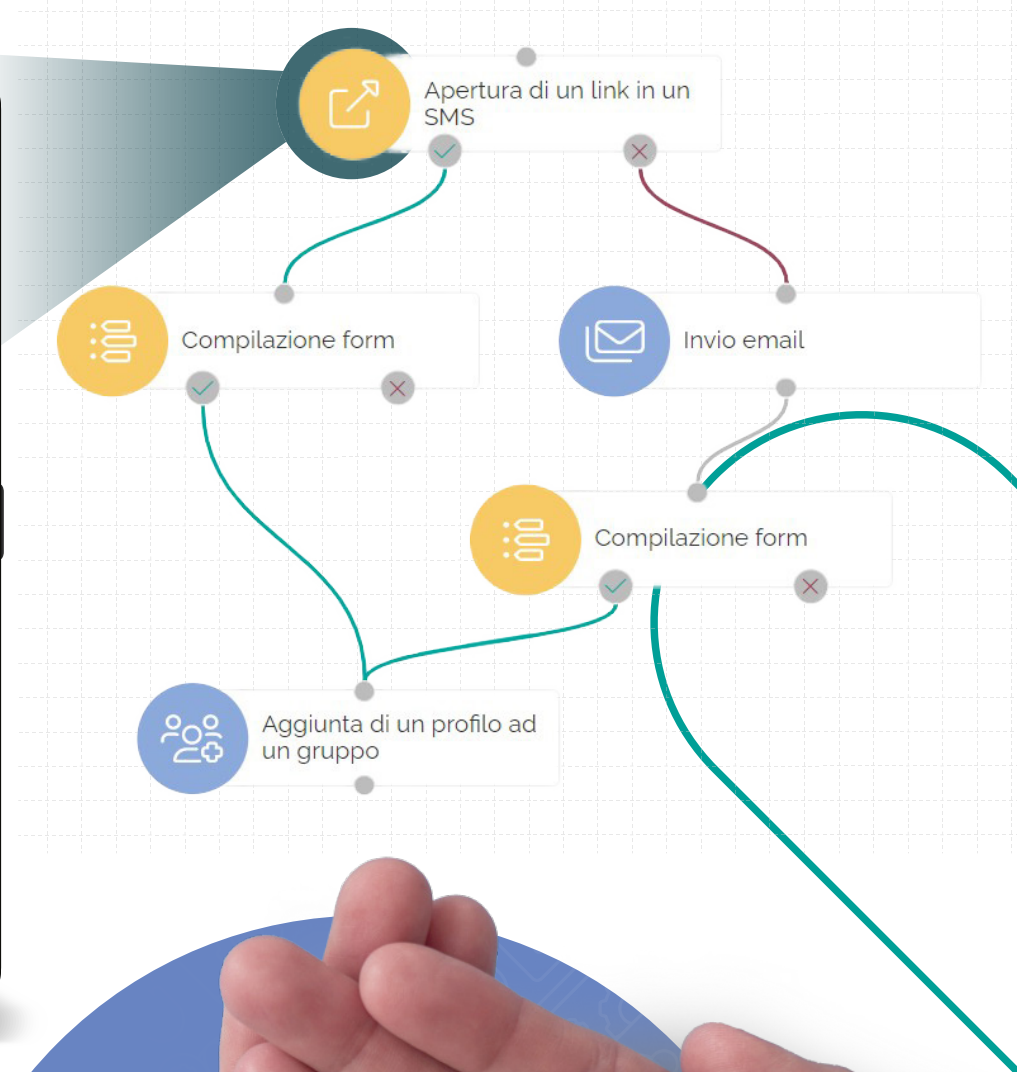 Apertura di un link in un
SMS
Compilazione form
Invio email
Compilazione form
Aggiunta di un profilo ad
un gruppo